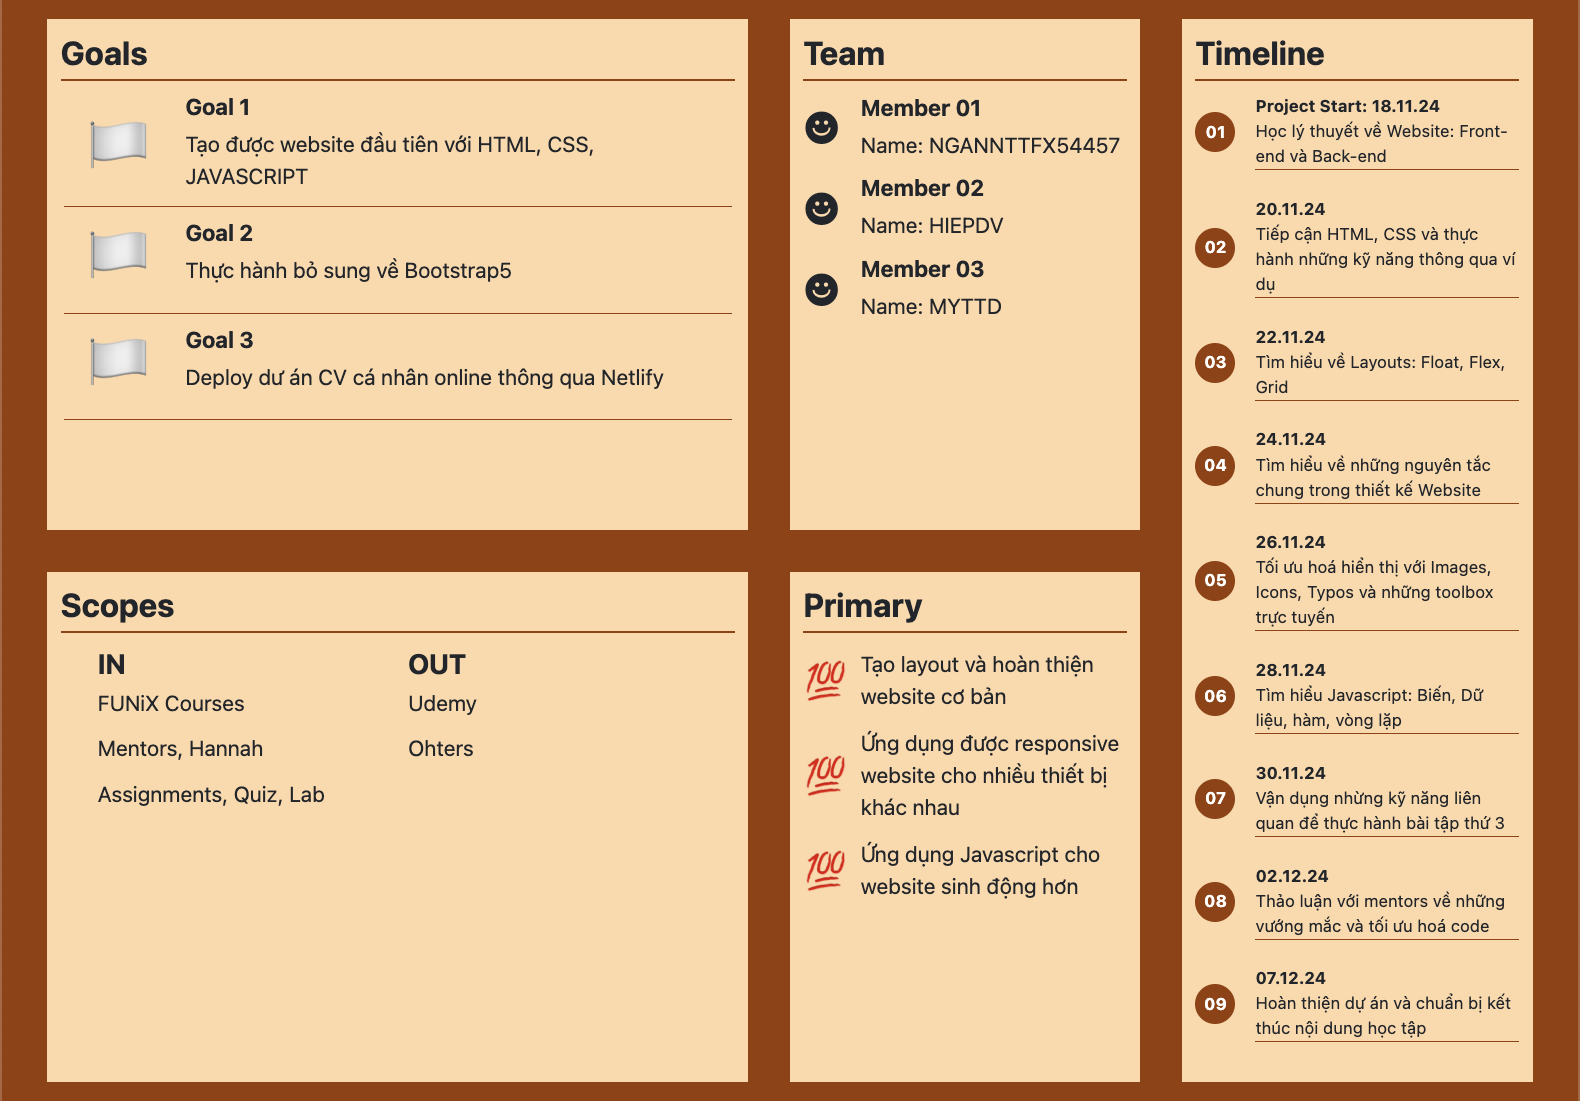 Goals
Goal 1
Tạo được website đầu tiên với HTML, CSS,
JAVASCRIPT
Goal 2
Thực hành bỏ sung về Bootstrap5
Goal 3
Deploy dư án CV cá nhân online thông qua Netlify
Team
Member 01
Name: NGANNTTFX54457
Member 02
Name: HIEPDV
Member 03
Name: MYTTD
Timeline
01
Project Start: 18.11.24
Học lý thuyết về Website: Front-
end và Back-end
02
20.11.24
Tiếp cận HTML, CSS và thực
hành những kỹ năng thông qua ví
dụ
03
22.11.24
Tìm hiểu về Layouts: Float, Flex,
Grid
04
24.11.24
Tìm hiểu về những nguyên tắc
chung trong thiết kế Website
05
26.11.24
Tối ưu hoá hiển thị với Images,
Icons, Typos và những toolbox
trực tuyến
06
28.11.24
Tìm hiểu Javascript: Biến, Dữ
liệu, hàm, vòng lặp
07
30.11.24
Vận dụng nhừng kỹ năng liên
quan để thực hành bài tập thứ 3
08
02.12.24
Thảo luận với mentors về những
vướng mắc và tối ưu hoá code
09
07.12.24
Hoàn thiện dự án và chuẩn bị kết
thúc nội dung học tập
Scopes
IN
FUNiX Courses
Mentors, Hannah
Assignments, Quiz, Lab
OUT
Udemy
Ohters
Primary
100
Tạo layout và hoàn thiện
website cơ bản
100
Ứng dụng được responsive
website cho nhiều thiết bị
khác nhau
100
Ứng dụng Javascript cho
website sinh động hơn